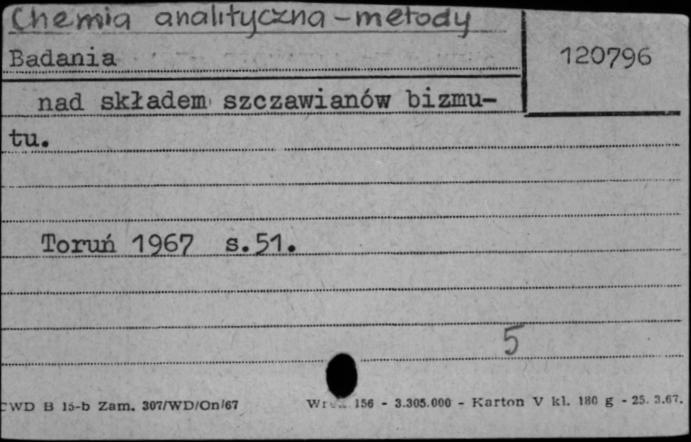 Chemia analityczna - metody
Badania
120796
nad składem szczawianów bizmu-
tu.
Toruń 1967 s.51.
5
CWD B 15-b Zam. 307/WD/On/67 156 - 3.305.000 - Karton V kl. 180 g - 25. 3.67.